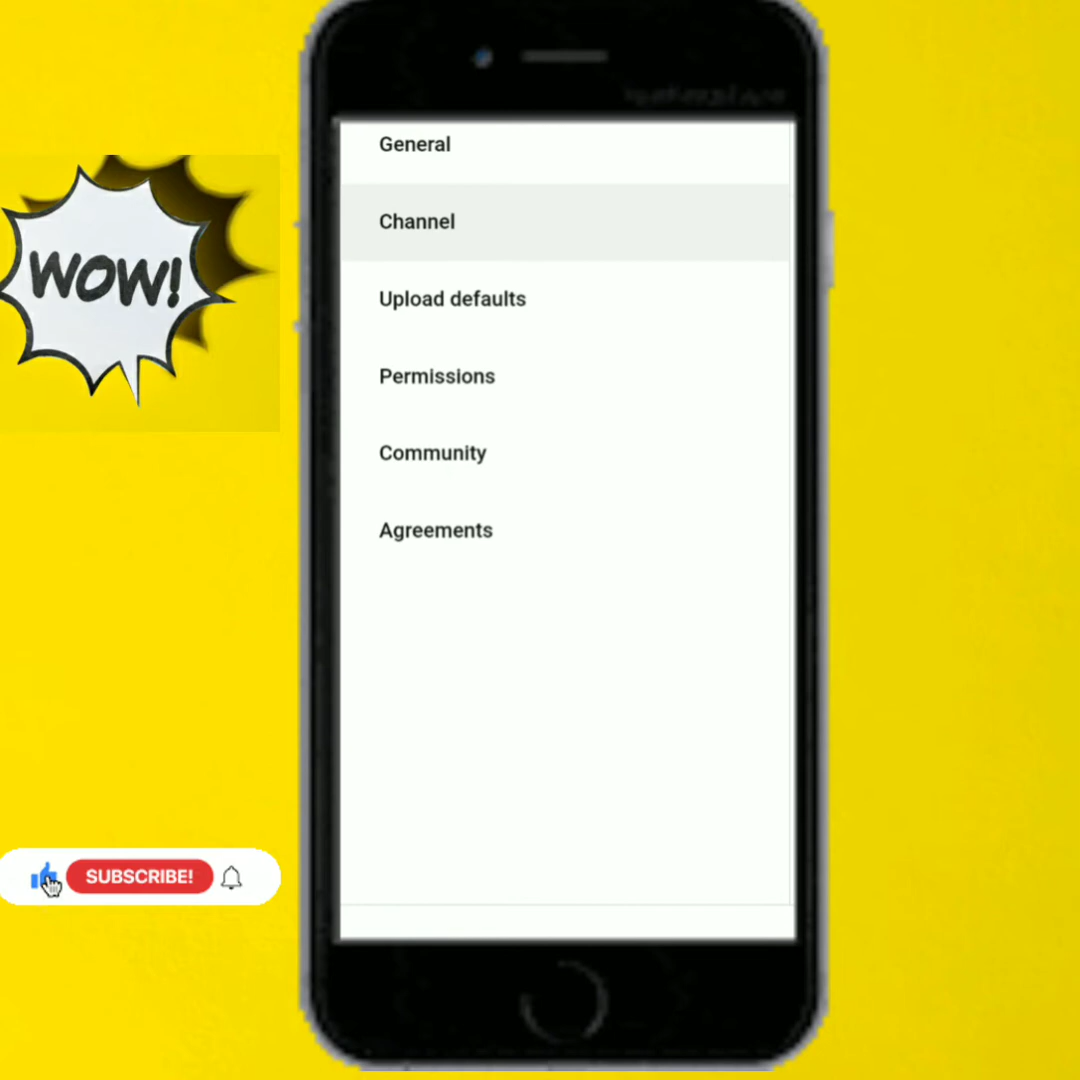 General
Channel
WOW!
Upload defaults
Permissions
Community
Agreements
SUBSCRIBE!